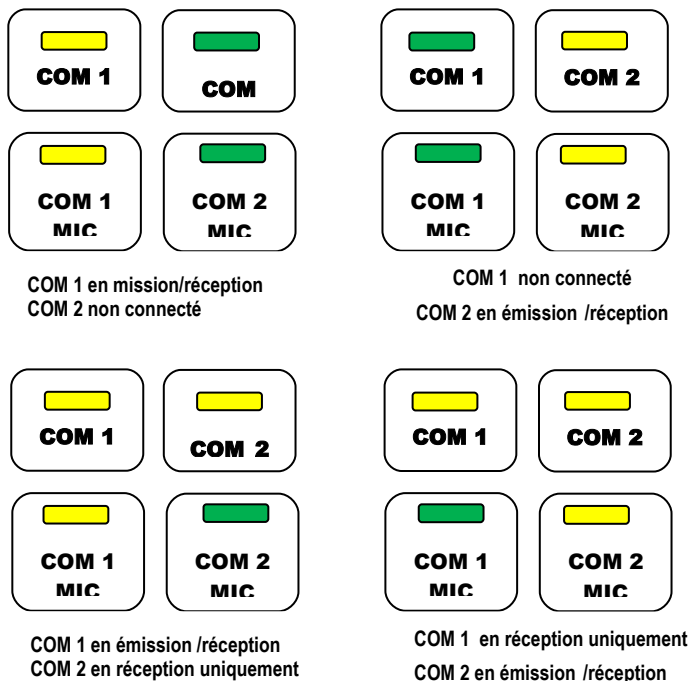 COM 1
COM
COM 1
COM 2
COM 1
MIC
COM 2
MIC
COM 1
MIC
COM 2
MIC
COM 1 en mission/réception
COM 2 non connecté
COM 1 non connecté
COM 2 en émission /réception
COM 1
COM 2
COM 1
COM 2
COM 1
MIC
COM 2
MIC
COM 1
MIC
COM 2
MIC
COM 1 en émission /réception
COM 2 en réception uniquement
COM 1 en réception uniquement
COM 2 en émission /réception